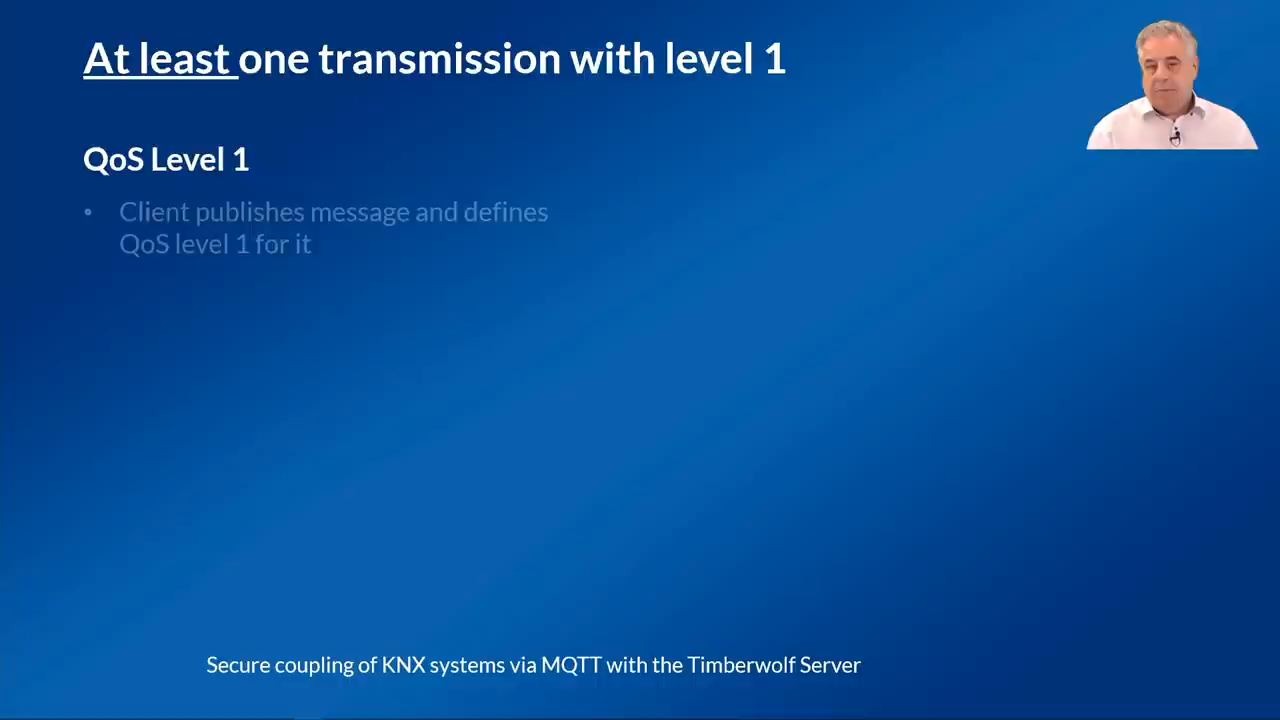 At least one transmission with level 1
QoS Level 1
• Client publishes message and defines
QoS level 1 for it
Secure coupling of KNX systems via MQTT with the Timberwolf Server